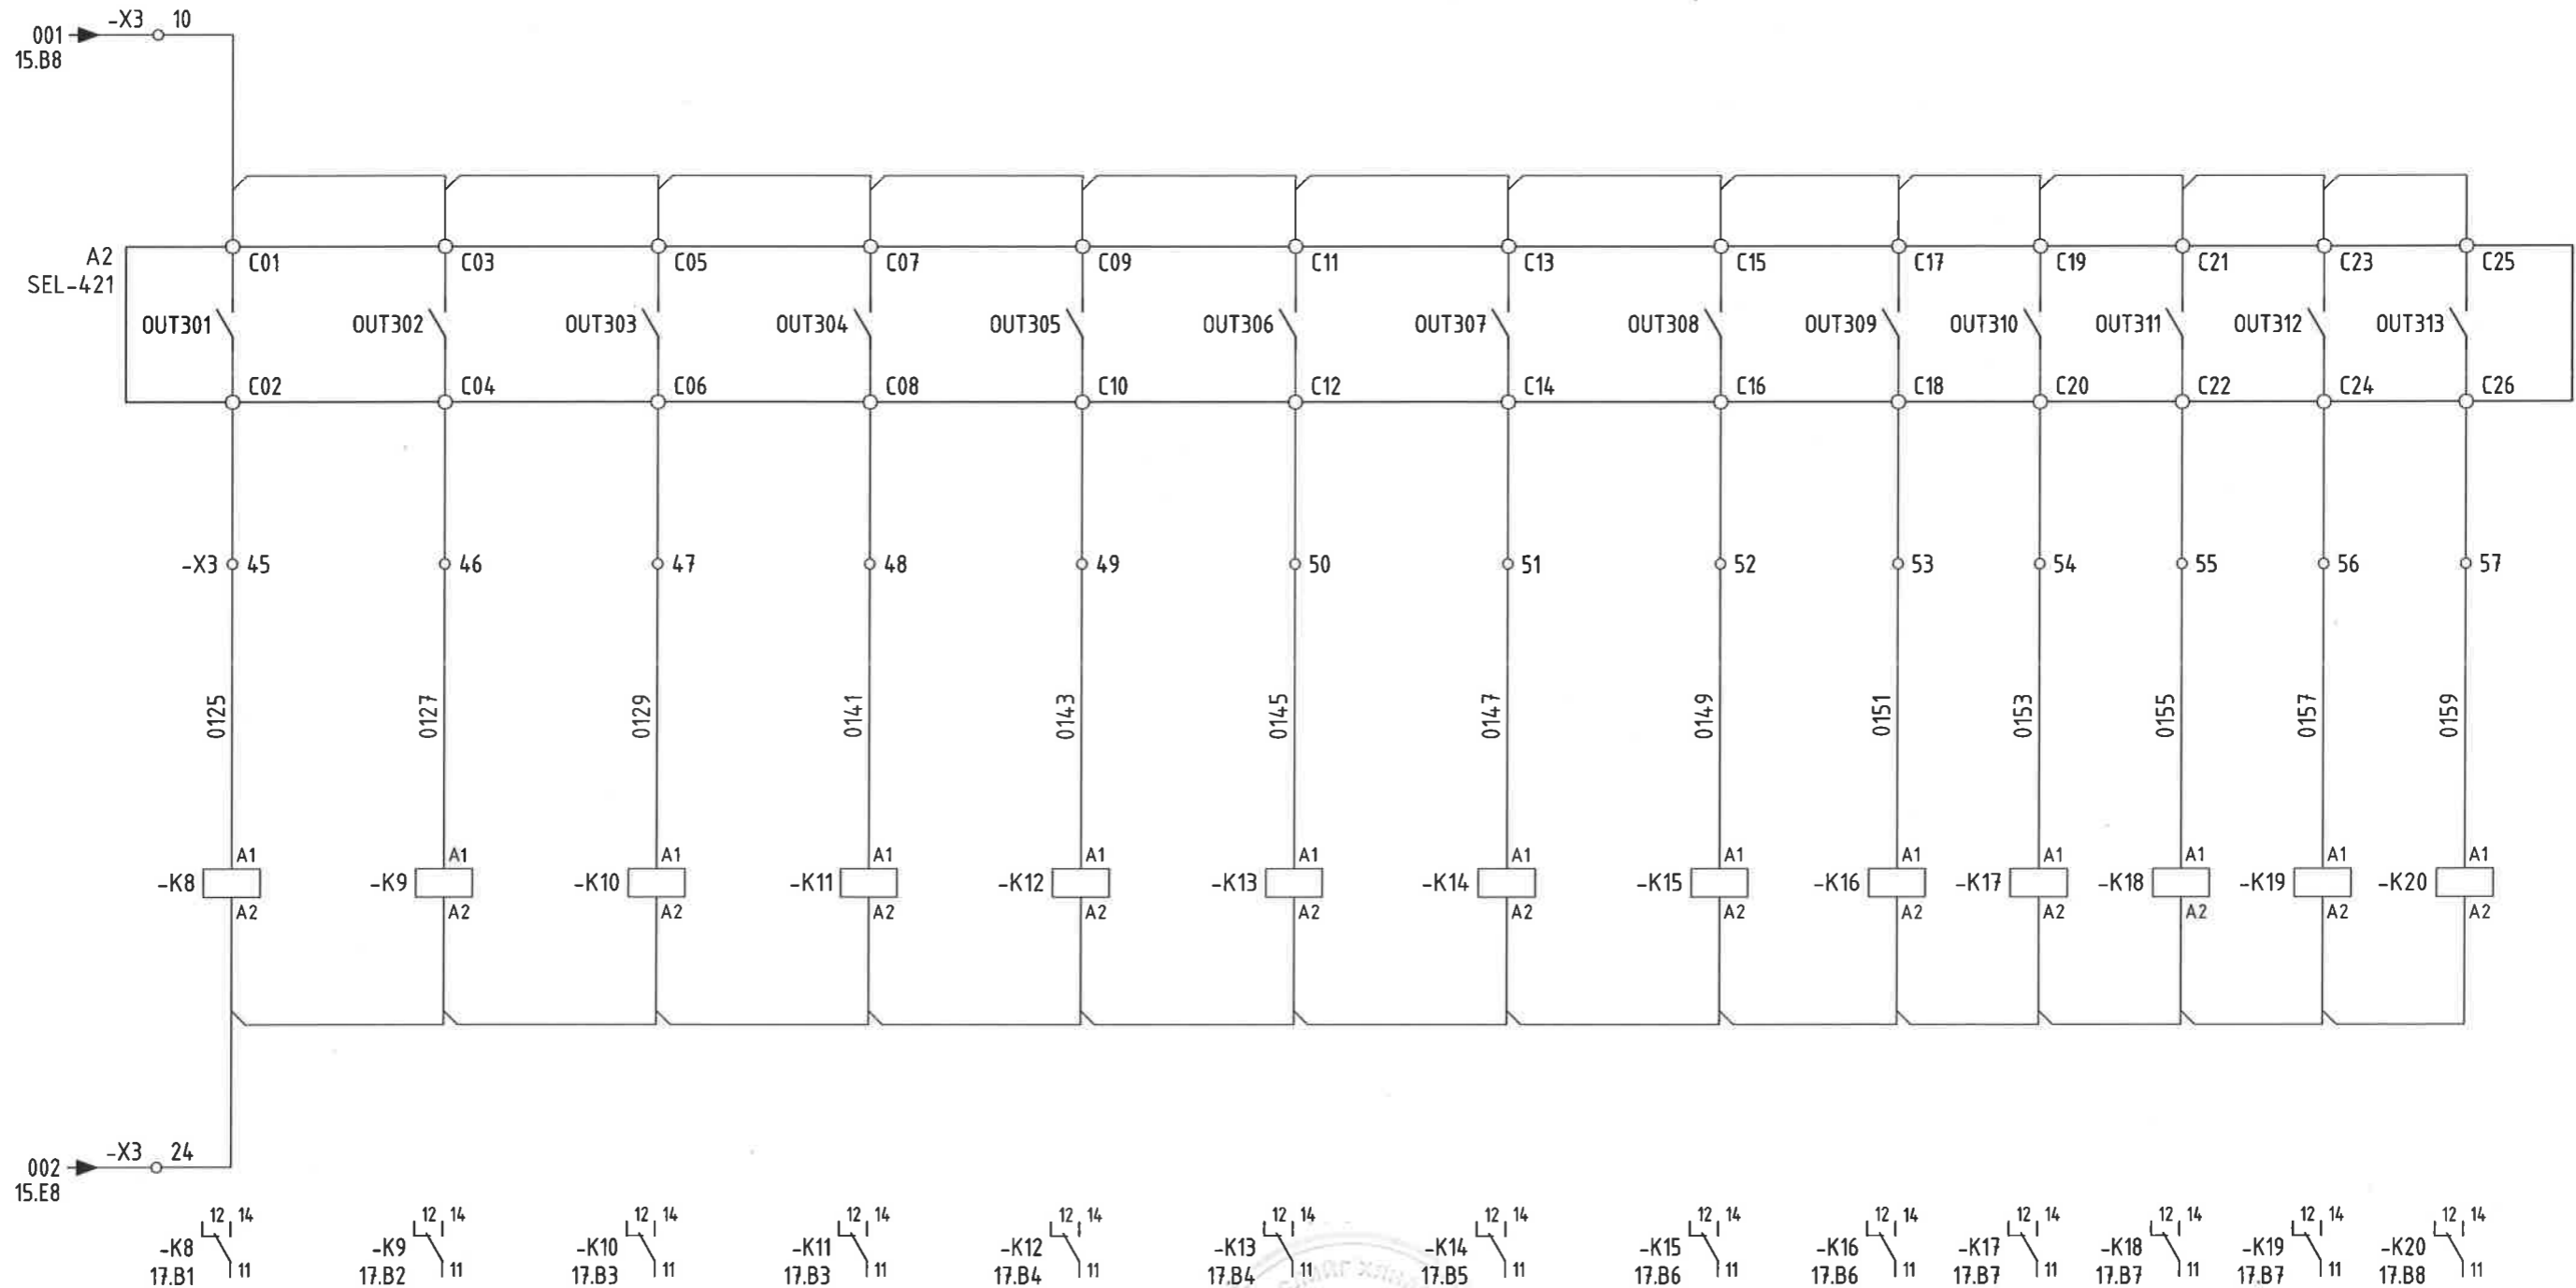 -X3 10
001
15.B8
A2
SEL-421
C01 C03 C05 C07 C09 C11 C13 C15 C17 C19 C21 C23 C25
OUT301 OUT302 OUT303 OUT304 OUT305 OUT306 OUT307 OUT308 OUT309 OUT310 OUT311 OUT312 OUT313
C02 C04 C06 C08 C10 C12 C14 C16 C18 C20 C22 C24 C26
-X3 45 46 47 48 49 50 51 52 53 54 55 56 57
0125 0127 0129 0141 0143 0145 0147 0149 0151 0153 0155 0157 0159
A1 A1 A1 A1 A1 A1 A1 A1 A1 A1 A1 A1 A1
-K8 -K9 -K10 -K11 -K12 -K13 -K14 -K15 -K16 -K17 -K18 -K19 -K20
A2 A2 A2 A2 A2 A2 A2 A2 A2 A2 A2 A2 A2
-X3 24
002
15.E8
12 14 12 14 12 14 12 14 12 14 12 14 12 14 12 14 12 14 12 14 12 14 12 14 12 14
-K8 -K9 -K10 -K11 -K12 -K13 -K14 -K15 -K16 -K17 -K18 -K19 -K20
17.B1 11 17.B2 11 17.B3 11 17.B3 11 17.B4 11 17.B4 11 17.B5 11 17.B6 11 17.B6 11 17.B7 11 17.B7 11 17.B7 11 17.B8 11